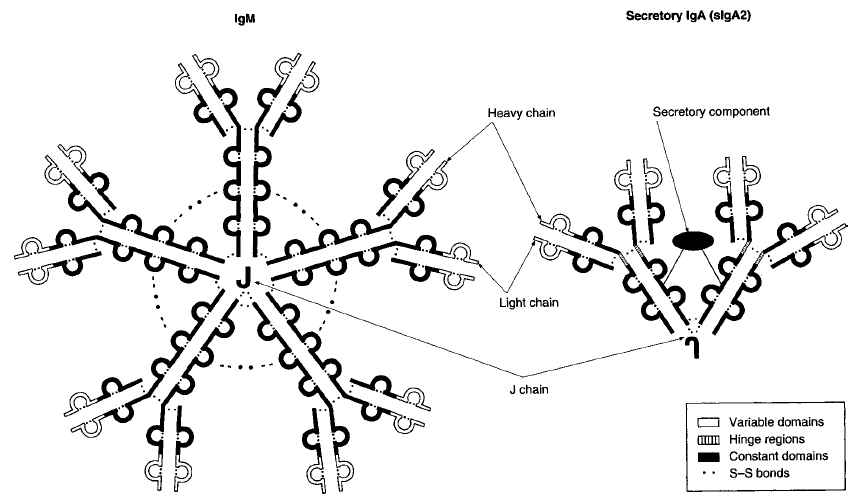 IgM
Secretory IgA (sIgA2)
Heavy chain
Secretory component
J
Light chain
J
J chain
Variable domains
Hinge regions
Constant domains
S–S bonds